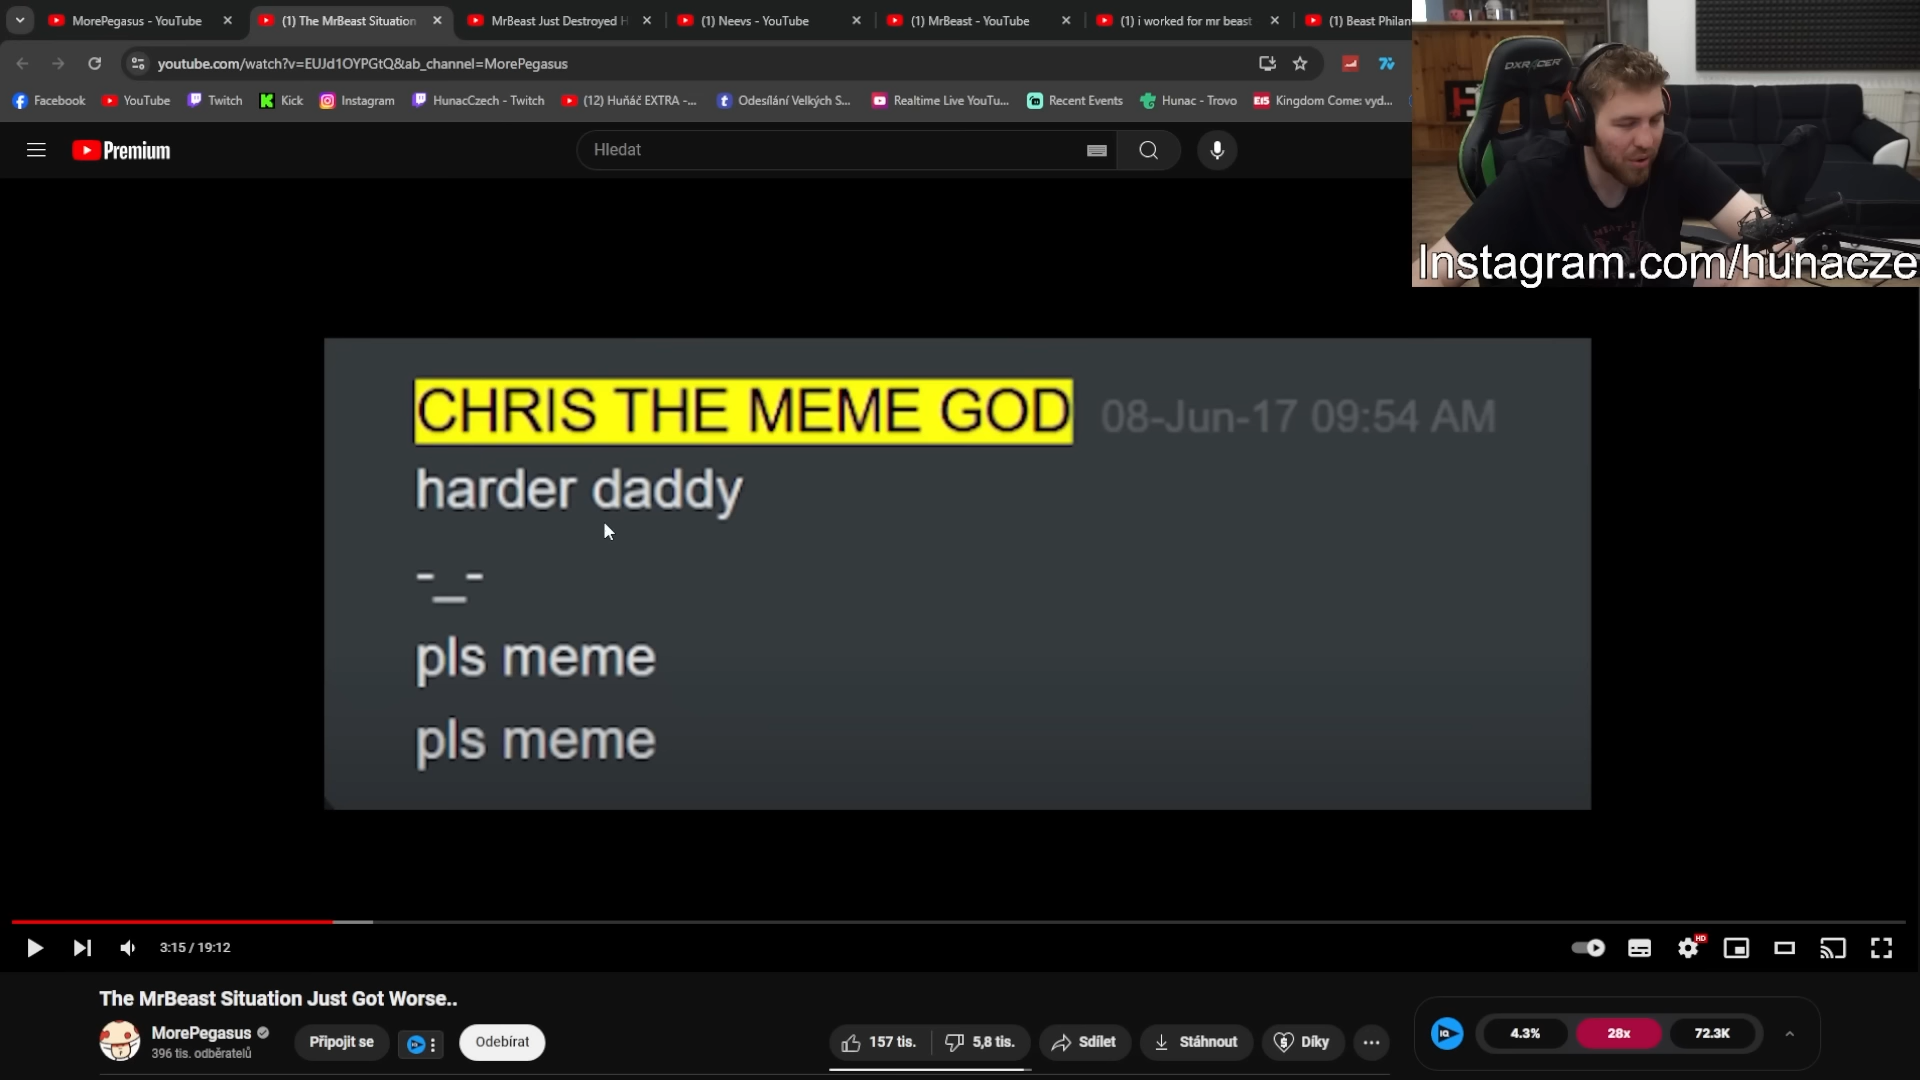 MorePegasus - YouTube
(1) The MrBeast Situation
MrBeast Just Destroyed H
(1) Neevs - YouTube
(1) MrBeast - YouTube
(1) i worked for mr beast
(1) Beast Philan
youtube.com/watch?v=EUJd1OYPGtQ&ab_channel=MorePegasus
Facebook
YouTube
Twitch
Kick
Instagram
HunacCzech - Twitch
(12) Huňáč EXTRA -...
Odesílání Velkých S...
Realtime Live YouTu...
Recent Events
Hunac - Trovo
Kingdom Come: vyd...
DXRACER
Premium
Hledat
Instagram.com/hunacze
CHRIS THE MEME GOD 08-Jun-17 09:54 AM
harder daddy
-_-
pls meme
pls meme
3:15 / 19:12
HD
The MrBeast Situation Just Got Worse..
MorePegasus
396 tis. odběratelů
Připojit se
Odebírat
157 tis.
5,8 tis.
Sdílet
Stáhnout
Díky
4.3%
28x
72.3K